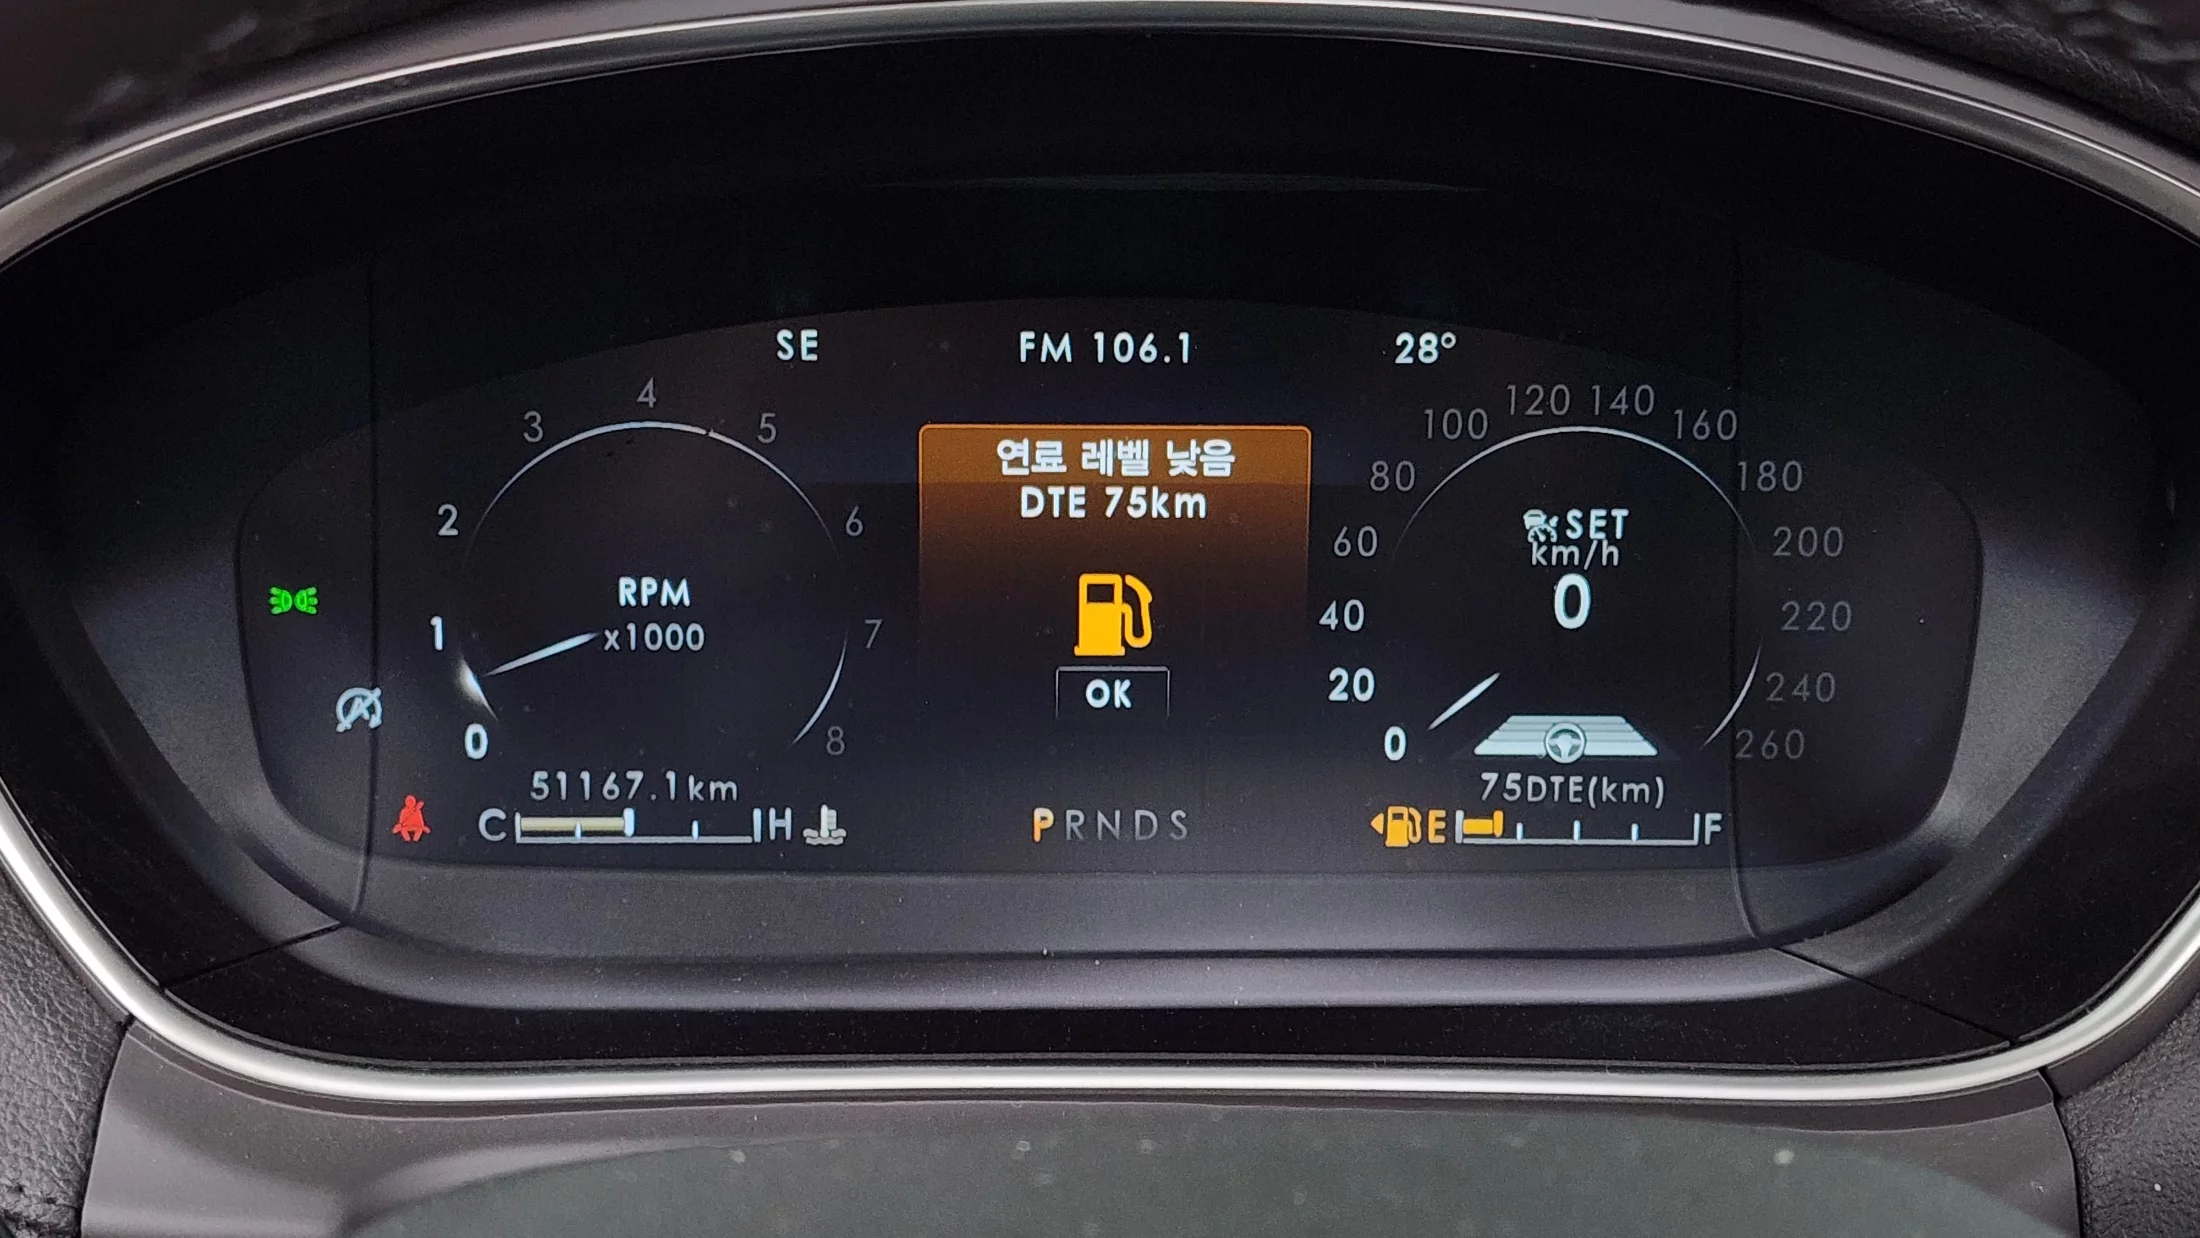 SE
FM 106.1
28°
0
1
2
3
4
5
6
7
8
RPM
x1000
51167.1km
C
H
연료 레벨 낮음
DTE 75km
OK
PRNDS
0
20
40
60
80
100
120
140
160
180
200
220
240
260
SET
km/h
0
75DTE(km)
E
F